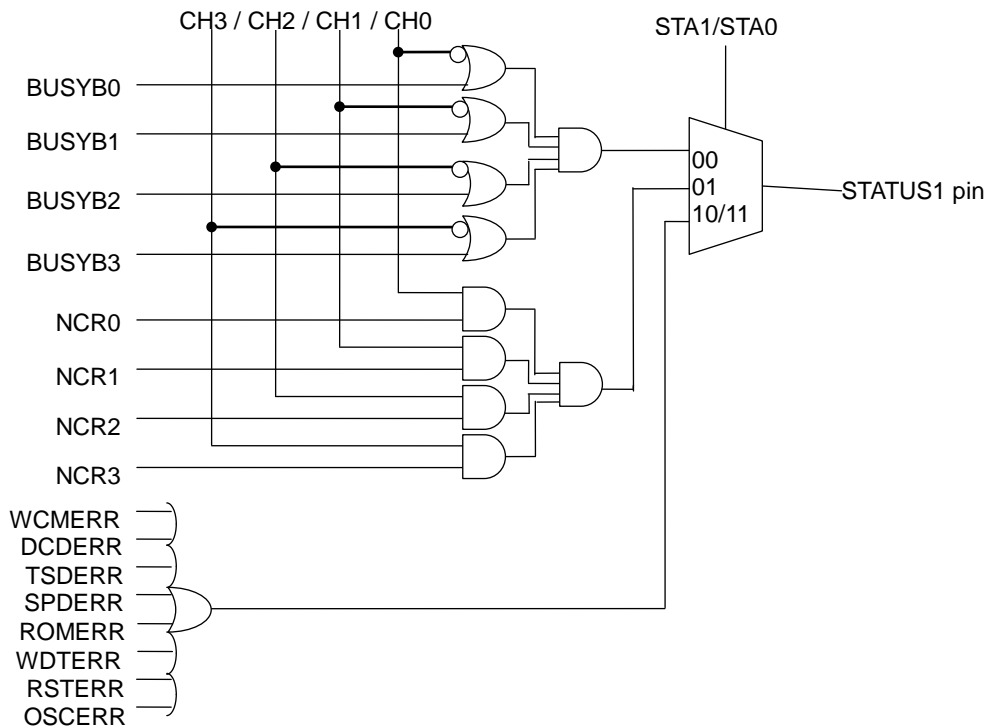 CH3 / CH2 / CH1 / CH0
STA1/STA0
BUSYB0
BUSYB1
BUSYB2
BUSYB3
00
01
10/11
STATUS1 pin
NCR0
NCR1
NCR2
NCR3
WCMERR
DCDERR
TSDERR
SPDERR
ROMERR
WDTERR
RSTERR
OSCERR